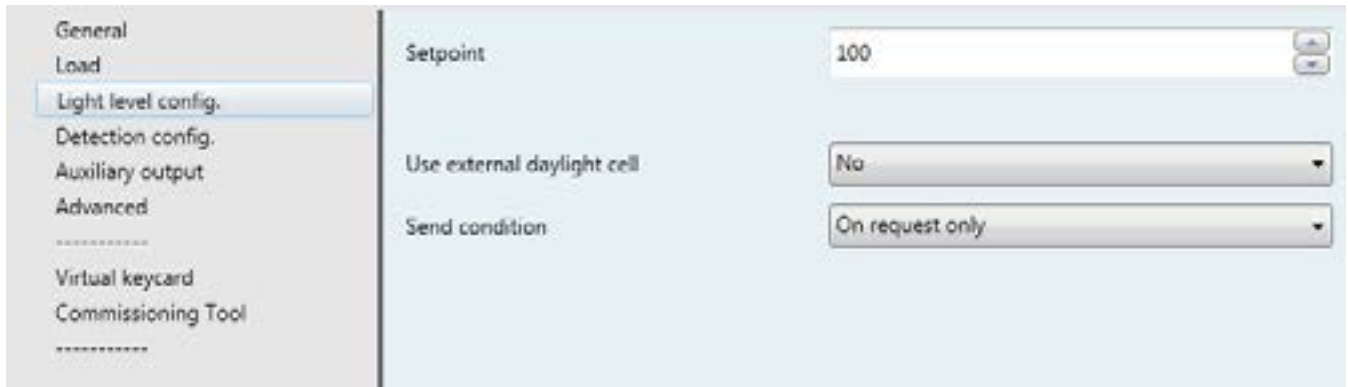 General
Load
Light level config.
Detection config.
Auxiliary output
Advanced
-----------
Virtual keycard
Commissioning Tool
-----------
Setpoint 100
Use external daylight cell No
Send condition On request only